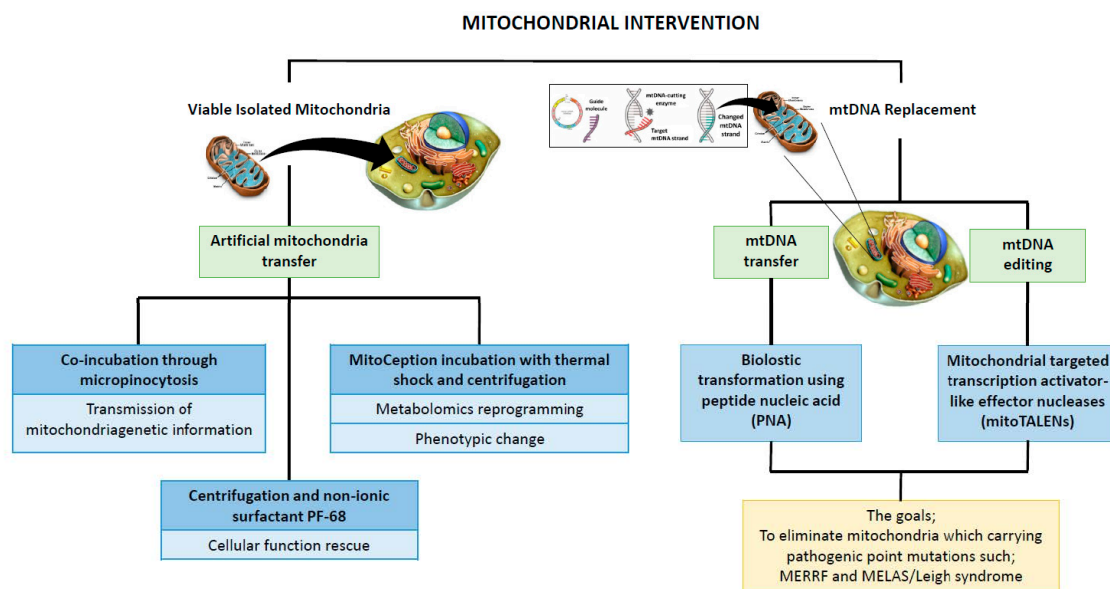 MITOCHONDRIAL INTERVENTION
Viable Isolated Mitochondria
Guide
molecule
mtDNA-cutting
enzyme
Target
mtDNA strand
Changed
mtDNA
strand
mtDNA Replacement
Artificial mitochondria
transfer
mtDNA
transfer
mtDNA
editing
Co-incubation through
micropinocytosis
Transmission of
mitochondriagenetic information
MitoCeption incubation with thermal
shock and centrifugation
Metabolomics reprogramming
Phenotypic change
Centrifugation and non-ionic
surfactant PF-68
Cellular function rescue
Biolostic
transformation using
peptide nucleic acid
(PNA)
Mitochondrial targeted
transcription activator-
like effector nucleases
(mitoTALENs)
The goals;
To eliminate mitochondria which carrying
pathogenic point mutations such;
MERRF and MELAS/Leigh syndrome